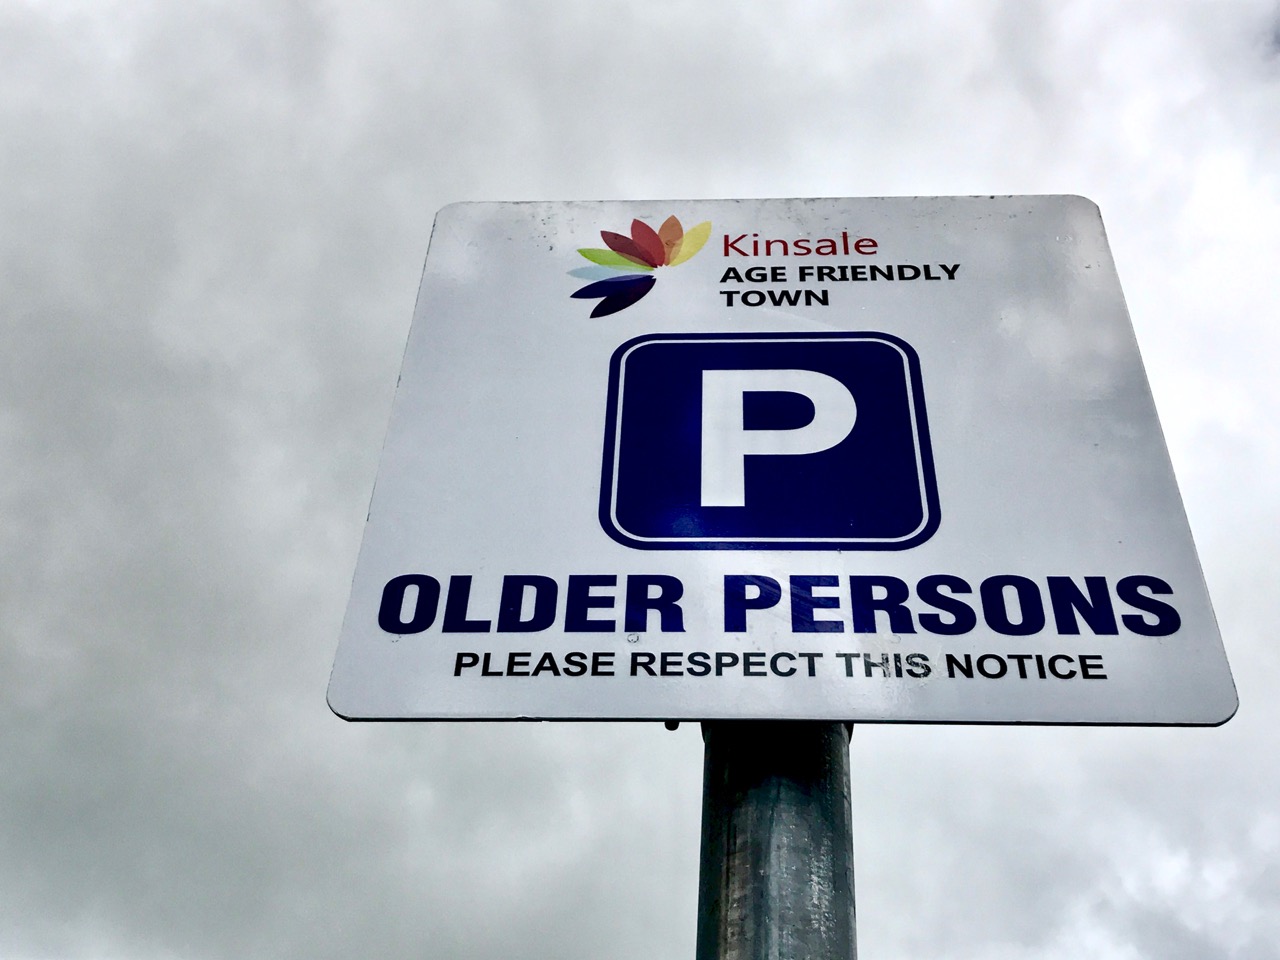 Kinsale
AGE FRIENDLY
TOWN
P
OLDER PERSONS
PLEASE RESPECT THIS NOTICE